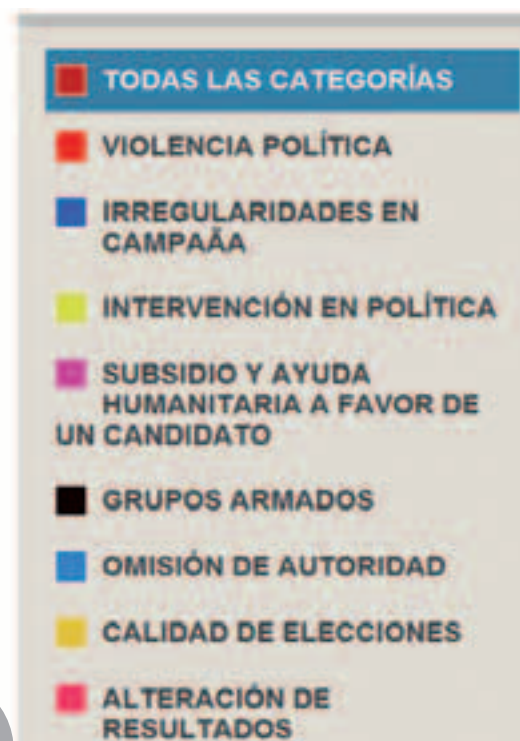 TODAS LAS CATEGORÍAS
VIOLENCIA POLÍTICA
IRREGULARIDADES EN
CAMPAÃA
INTERVENCIÓN EN POLÍTICA
SUBSIDIO Y AYUDA
HUMANITARIA A FAVOR DE
UN CANDIDATO
GRUPOS ARMADOS
OMISIÓN DE AUTORIDAD
CALIDAD DE ELECCIONES
ALTERACIÓN DE
RESULTADOS